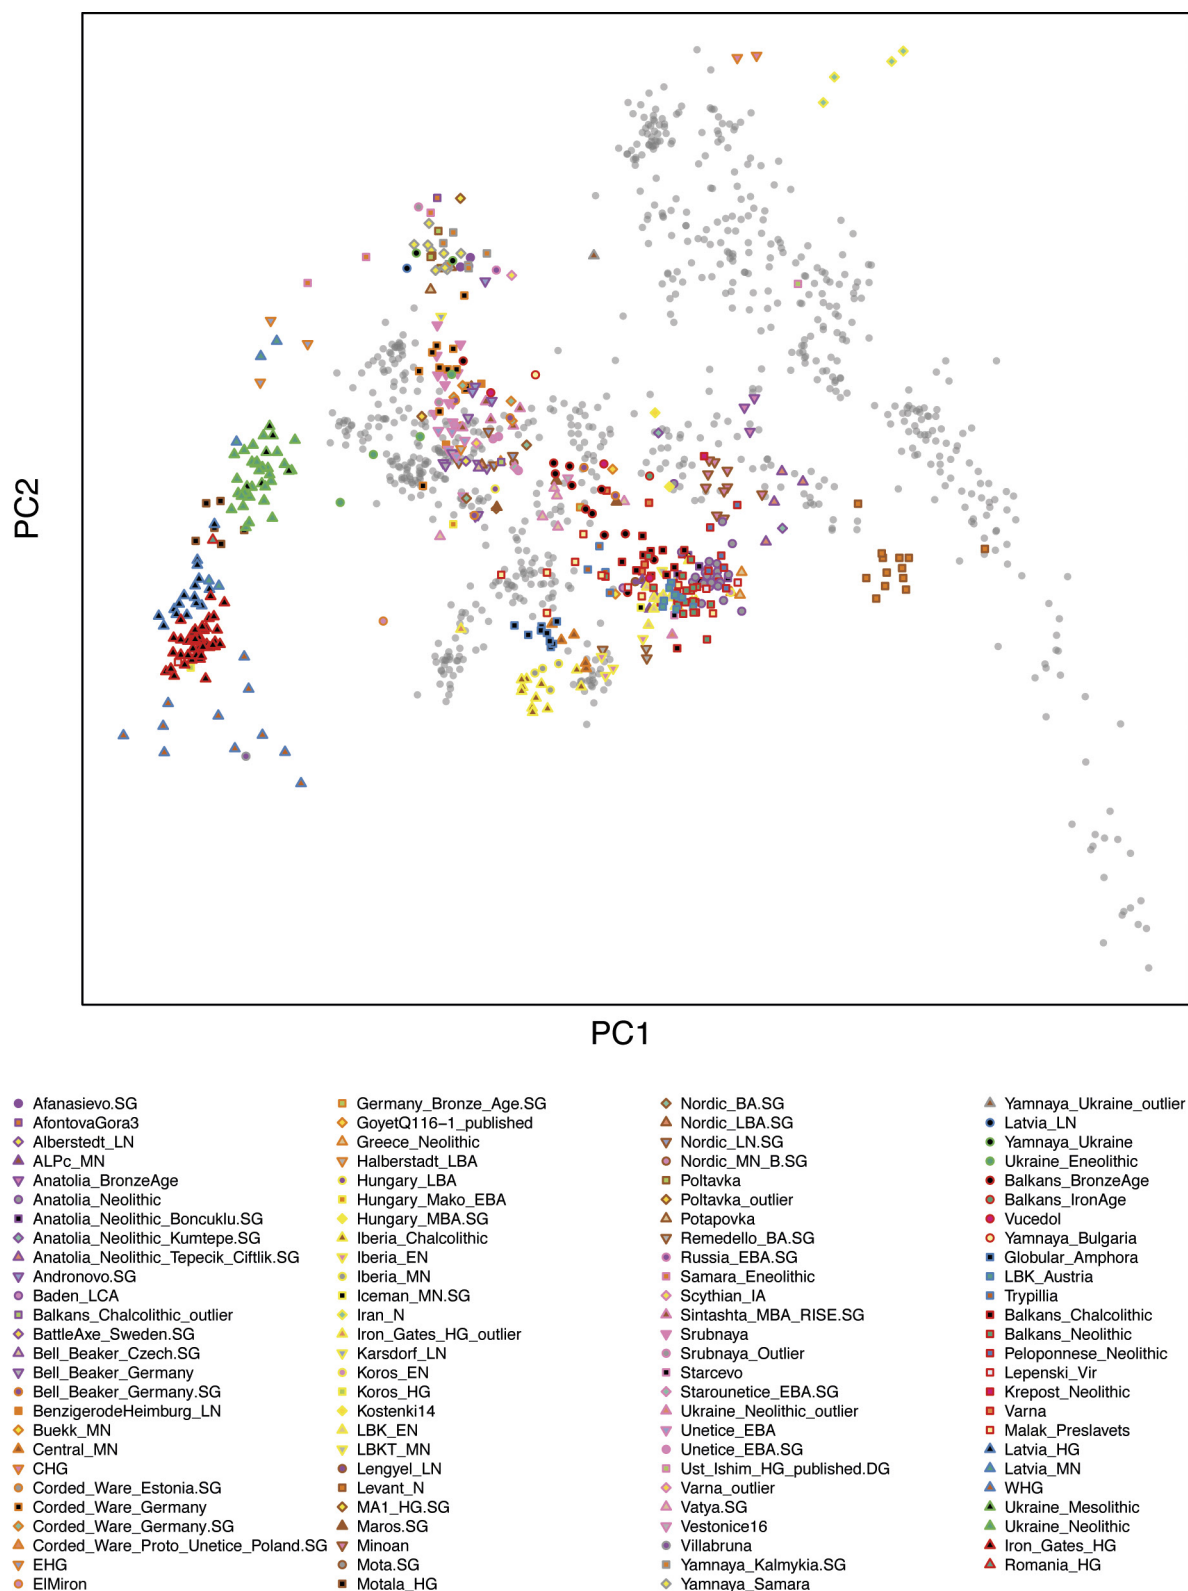 PC2
PC1
Afanasievo.SG
AfontovaGora3
Alberstedt_LN
ALPc_MN
Anatolia_BronzeAge
Anatolia_Neolithic
Anatolia_Neolithic_Boncuklu.SG
Anatolia_Neolithic_Kumtepe.SG
Anatolia_Neolithic_Tepecik_Ciftlik.SG
Andronovo.SG
Baden_LCA
Balkans_Chalcolithic_outlier
BattleAxe_Sweden.SG
Bell_Beaker_Czech.SG
Bell_Beaker_Germany
Bell_Beaker_Germany.SG
BenzigerodeHeimburg_LN
Buekk_MN
Central_MN
CHG
Corded_Ware_Estonia.SG
Corded_Ware_Germany
Corded_Ware_Germany.SG
Corded_Ware_Proto_Unetice_Poland.SG
EHG
ElMiron
Germany_Bronze_Age.SG
GoyetQ116−1_published
Greece_Neolithic
Halberstadt_LBA
Hungary_LBA
Hungary_Mako_EBA
Hungary_MBA.SG
Iberia_Chalcolithic
Iberia_EN
Iberia_MN
Iceman_MN.SG
Iran_N
Iron_Gates_HG_outlier
Karsdorf_LN
Koros_EN
Koros_HG
Kostenki14
LBK_EN
LBKT_MN
Lengyel_LN
Levant_N
MA1_HG.SG
Maros.SG
Minoan
Mota.SG
Motala_HG
Nordic_BA.SG
Nordic_LBA.SG
Nordic_LN.SG
Nordic_MN_B.SG
Poltavka
Poltavka_outlier
Potapovka
Remedello_BA.SG
Russia_EBA.SG
Samara_Eneolithic
Scythian_IA
Sintashta_MBA_RISE.SG
Srubnaya
Srubnaya_Outlier
Starcevo
Starounetice_EBA.SG
Ukraine_Neolithic_outlier
Unetice_EBA
Unetice_EBA.SG
Ust_Ishim_HG_published.DG
Varna_outlier
Vatya.SG
Vestonice16
Villabruna
Yamnaya_Kalmykia.SG
Yamnaya_Samara
Yamnaya_Ukraine_outlier
Latvia_LN
Yamnaya_Ukraine
Ukraine_Eneolithic
Balkans_BronzeAge
Balkans_IronAge
Vucedol
Yamnaya_Bulgaria
Globular_Amphora
LBK_Austria
Trypillia
Balkans_Chalcolithic
Balkans_Neolithic
Peloponnese_Neolithic
Lepenski_Vir
Krepost_Neolithic
Varna
Malak_Preslavets
Latvia_HG
Latvia_MN
WHG
Ukraine_Mesolithic
Ukraine_Neolithic
Iron_Gates_HG
Romania_HG